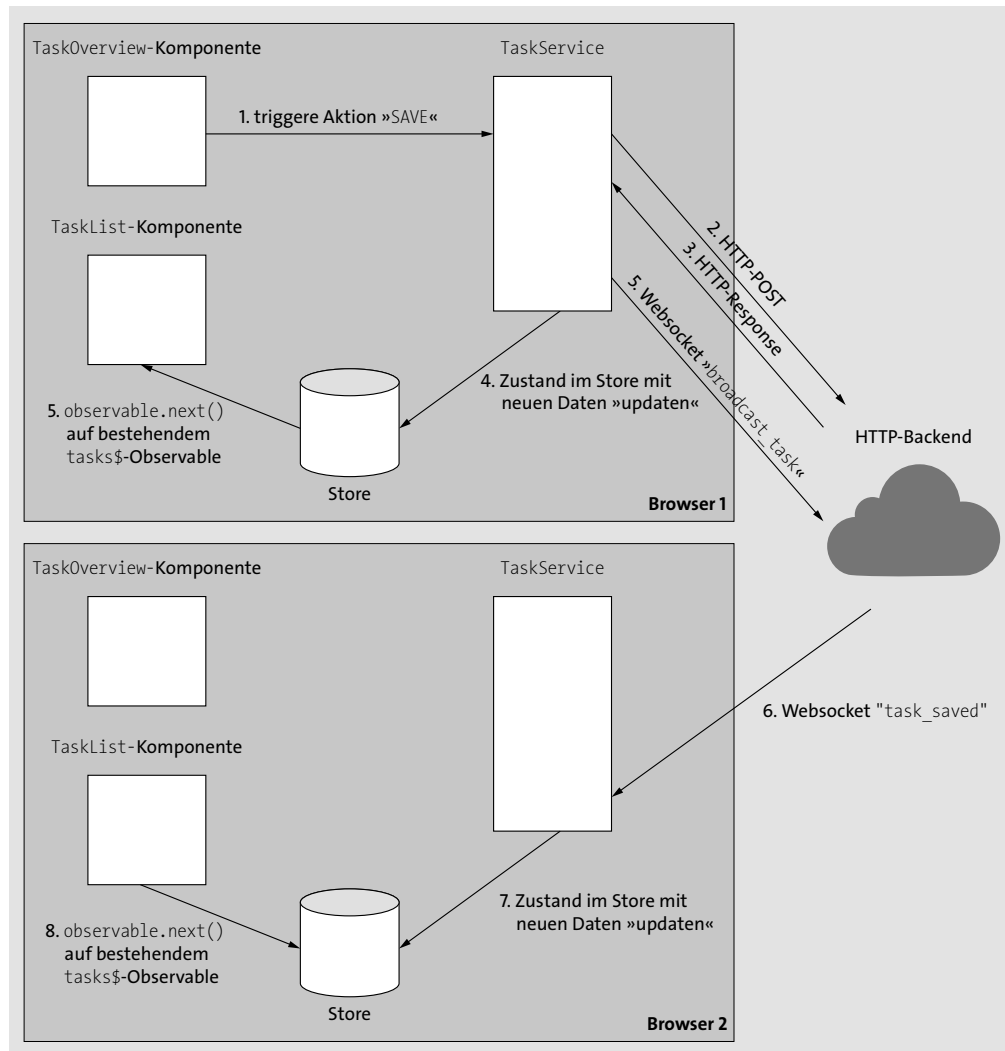 TaskOverview-Komponente
TaskService
1. triggere Aktion »SAVE«
TaskList-Komponente
2. HTTP-POST
3. HTTP-Response
5. Websocket »broadcast_task«
4. Zustand im Store mit
neuen Daten »updaten«
5. observable.next()
auf bestehendem
tasks$-Observable
Store
Browser 1
HTTP-Backend
TaskOverview-Komponente
TaskService
6. Websocket "task_saved"
TaskList-Komponente
7. Zustand im Store mit
neuen Daten »updaten«
8. observable.next()
auf bestehendem
tasks$-Observable
Store
Browser 2